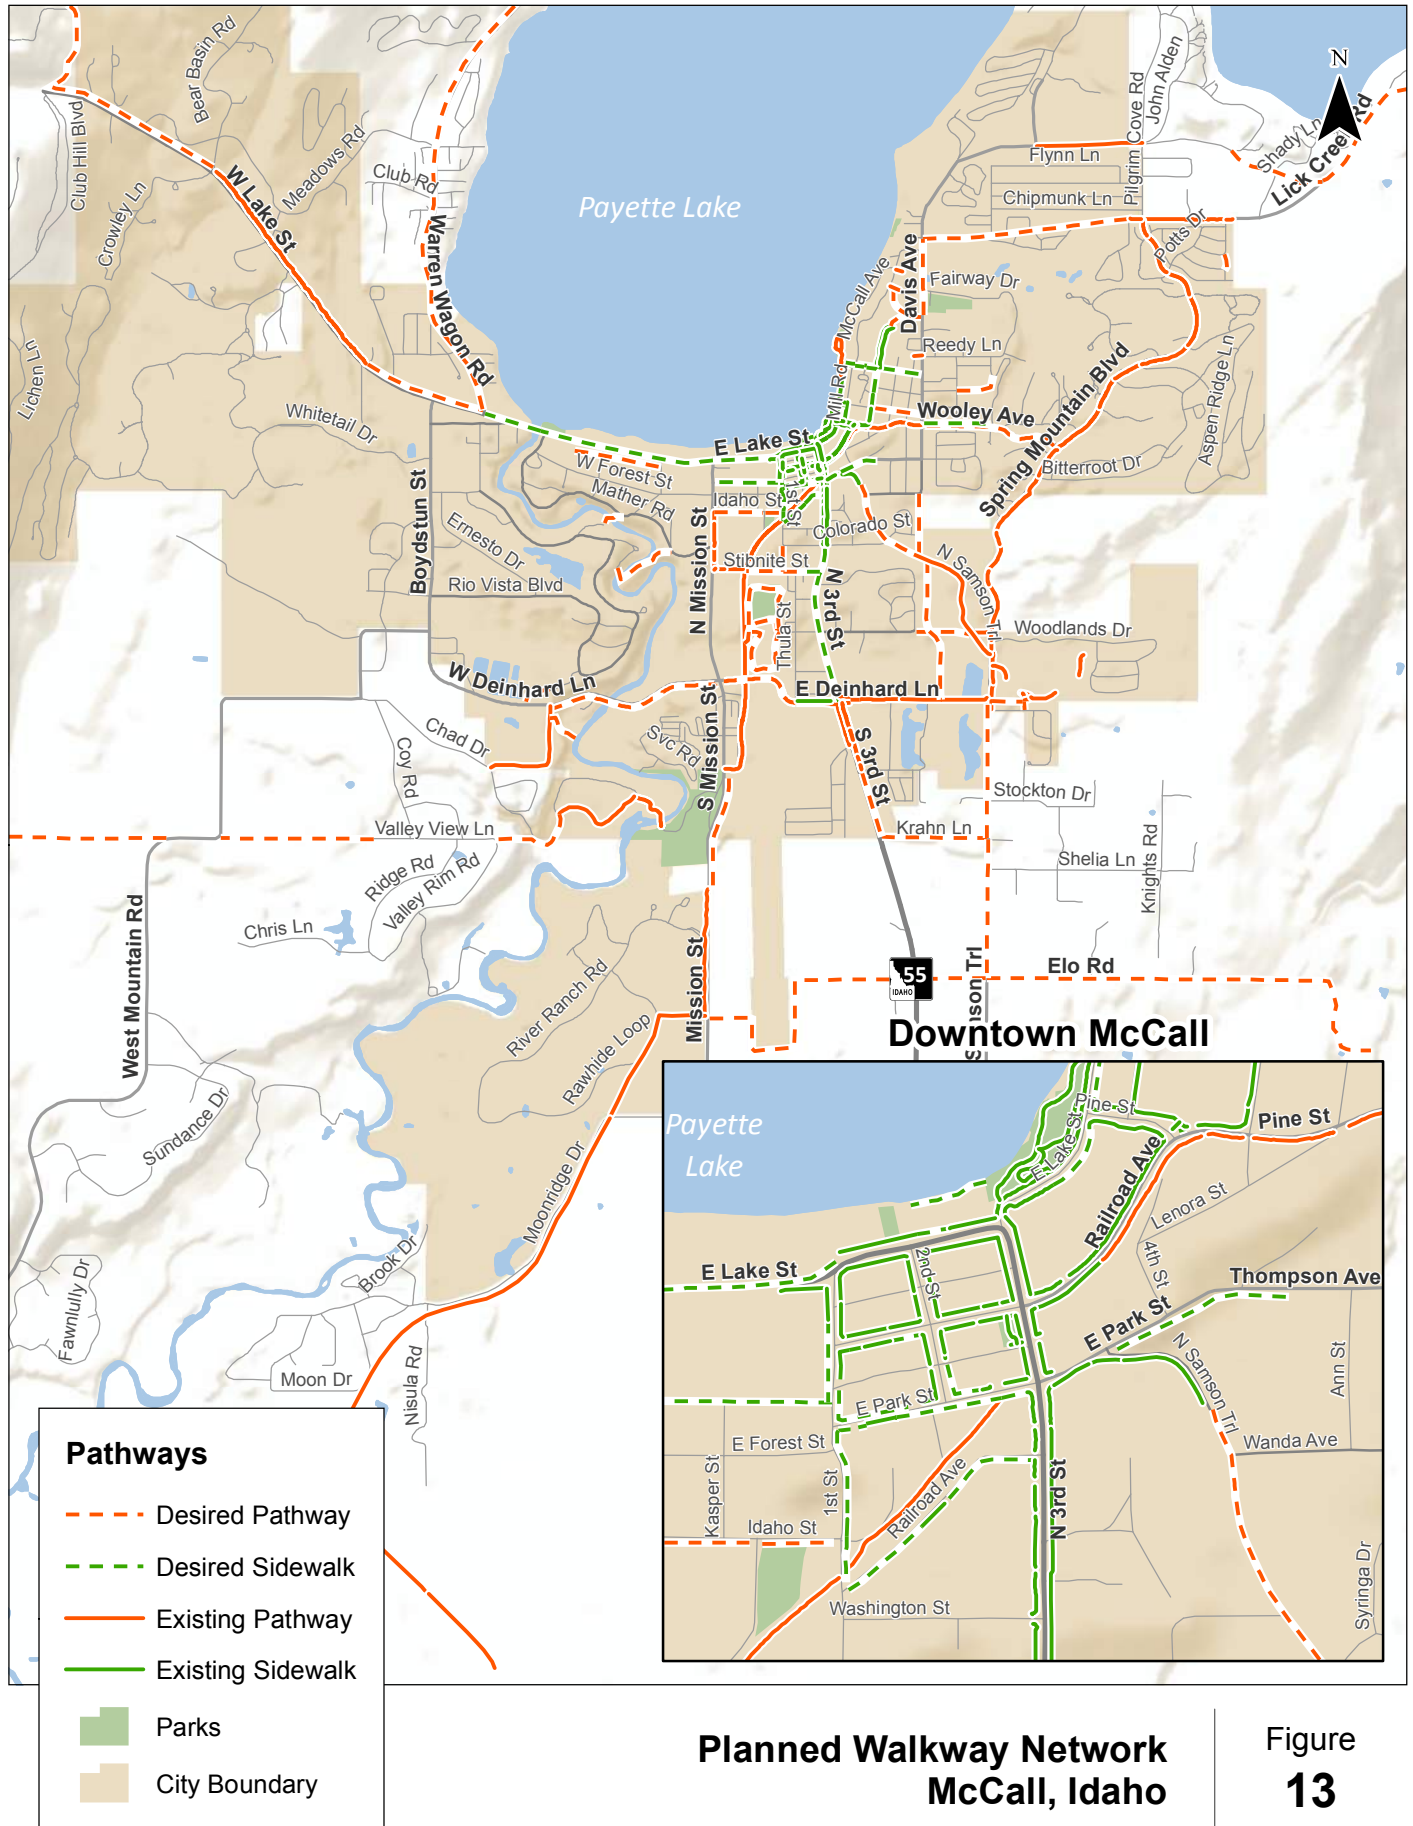 N
Bear Basin Rd
Club Hill Blvd
Meadows Rd
Crowley Ln
W Lake St
Club Rd
Warren Wagon Rd
Payette Lake
Flynn Ln
Pilgrim Cove Rd
John Alden
Shady Ln
Lick Creek Rd
Chipmunk Ln
Potts Dr
McCall Ave
Davis Ave
Fairway Dr
Reedy Ln
Mill Rd
Wooley Ave
Spring Mountain Blvd
Aspen Ridge Ln
Bitterroot Dr
Lichen Ln
Whitetail Dr
Boydstun St
E Lake St
W Forest St
Mather Rd
Idaho St
1st St
Colorado St
Ernesto Dr
Rio Vista Blvd
N Mission St
Stibnite St
N 3rd St
N Samson Trl
Thula St
Woodlands Dr
W Deinhard Ln
E Deinhard Ln
Chad Dr
Coy Rd
Svc Rd
S Mission St
S 3rd St
Stockton Dr
Valley View Ln
Krahn Ln
Shelia Ln
Knights Rd
Ridge Rd
Valley Rim Rd
Chris Ln
West Mountain Rd
Mission St
River Ranch Rd
Rawhide Loop
55
IDAHO
Elo Rd
Sundance Dr
Moonridge Dr
Brook Dr
Fawnlully Dr
Moon Dr
Nisula Rd
Downtown McCall
Payette
Lake
Pine St
E Lake St
Pine St
Railroad Ave
Lenora St
4th St
E Lake St
2nd St
Thompson Ave
E Park St
N Samson Trl
Ann St
E Park St
E Forest St
Wanda Ave
Kasper St
1st St
Railroad Ave
N 3rd St
Idaho St
Washington St
Syringa Dr
Pathways
Desired Pathway
Desired Sidewalk
Existing Pathway
Existing Sidewalk
Parks
City Boundary
Planned Walkway Network
McCall, Idaho
Figure
13